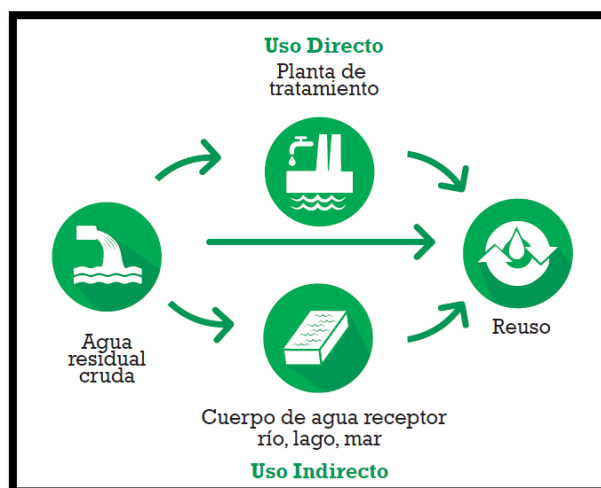 Uso Directo
Planta de
tratamiento
Agua
residual
cruda
Reuso
Cuerpo de agua receptor
río, lago, mar
Uso Indirecto